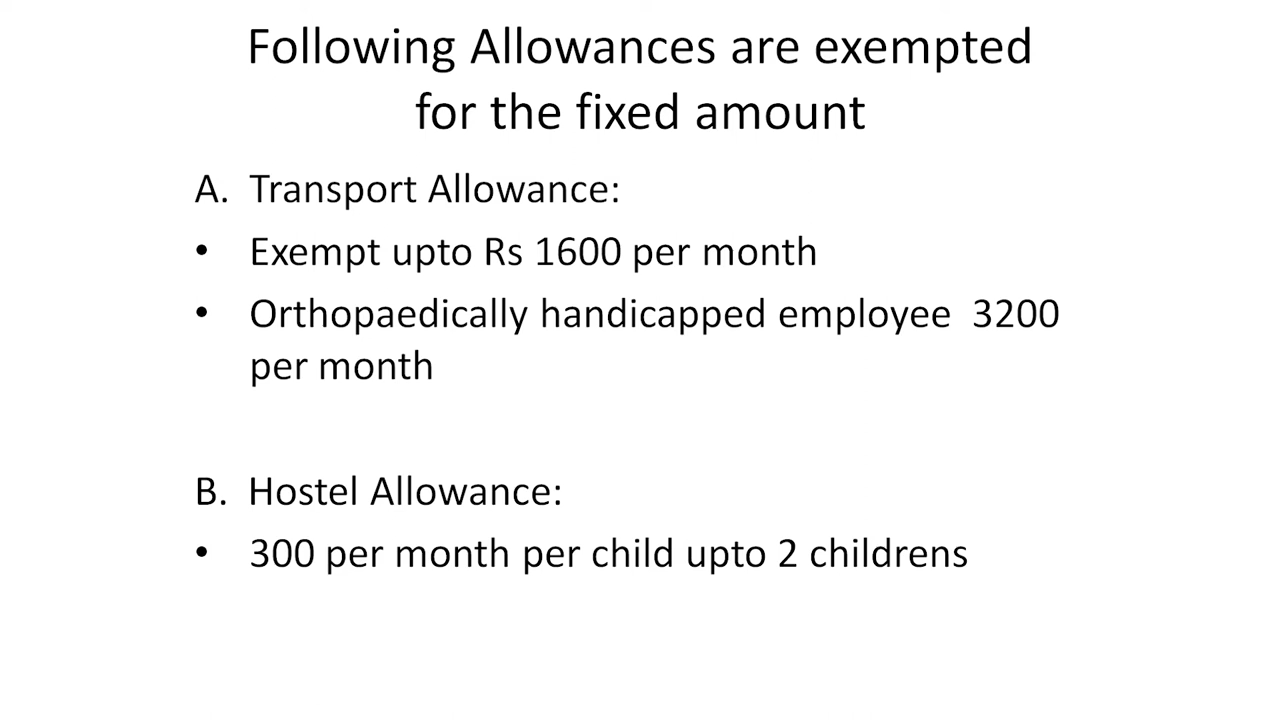 Following Allowances are exempted
for the fixed amount
A. Transport Allowance:
• Exempt upto Rs 1600 per month
• Orthopaedically handicapped employee 3200
per month
B. Hostel Allowance:
• 300 per month per child upto 2 childrens